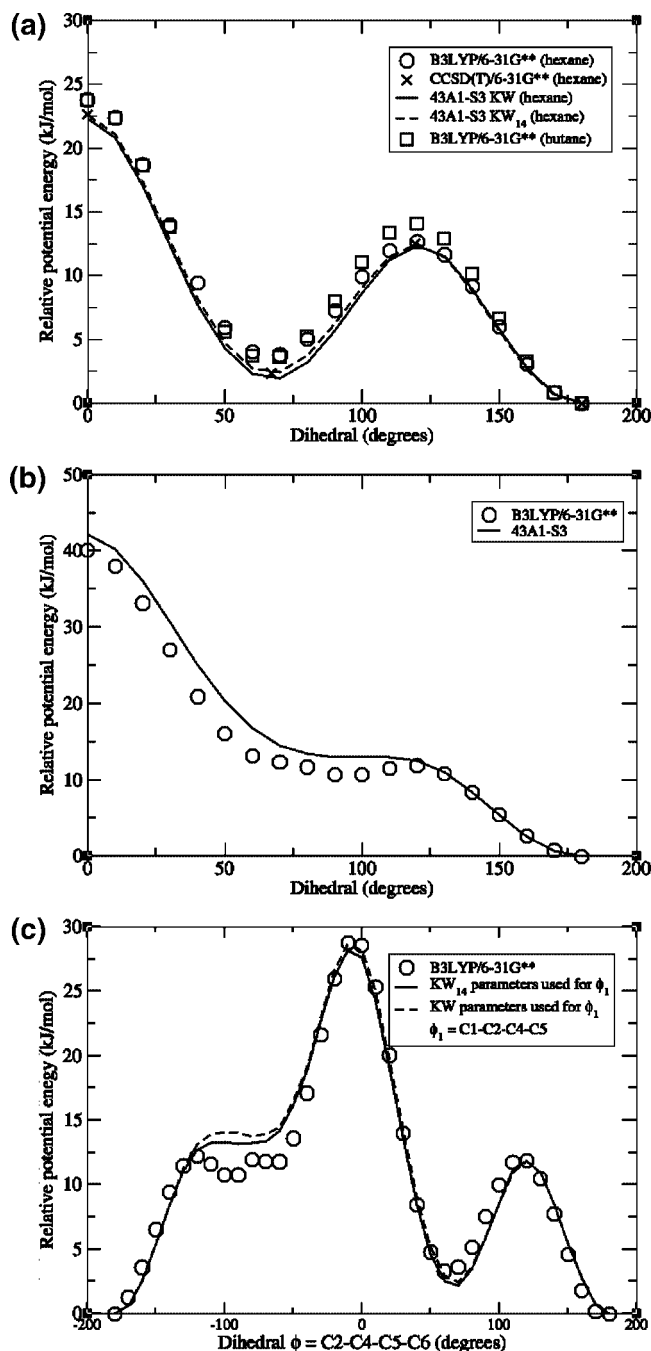 (a)
30
25
20
15
10
5
0
Relative potential energy (kJ/mol)
B3LYP/6-31G** (hexane)
CCSD(T)/6-31G** (hexane)
43A1-S3 KW (hexane)
43A1-S3 KW14 (hexane)
B3LYP/6-31G** (butane)
0 50 100 150 200
Dihedral (degrees)
(b)
50
40
30
20
10
0
Relative potential energy (kJ/mol)
B3LYP/6-31G**
43A1-S3
0 50 100 150 200
Dihedral (degrees)
(c)
30
25
20
15
10
5
0
Relative potential energy (kJ/mol)
B3LYP/6-31G**
KW14 parameters used for ϕ1
KW parameters used for ϕ1
ϕ1 = C1-C2-C4-C5
-200 -100 0 100 200
Dihedral ϕ = C2-C4-C5-C6 (degrees)